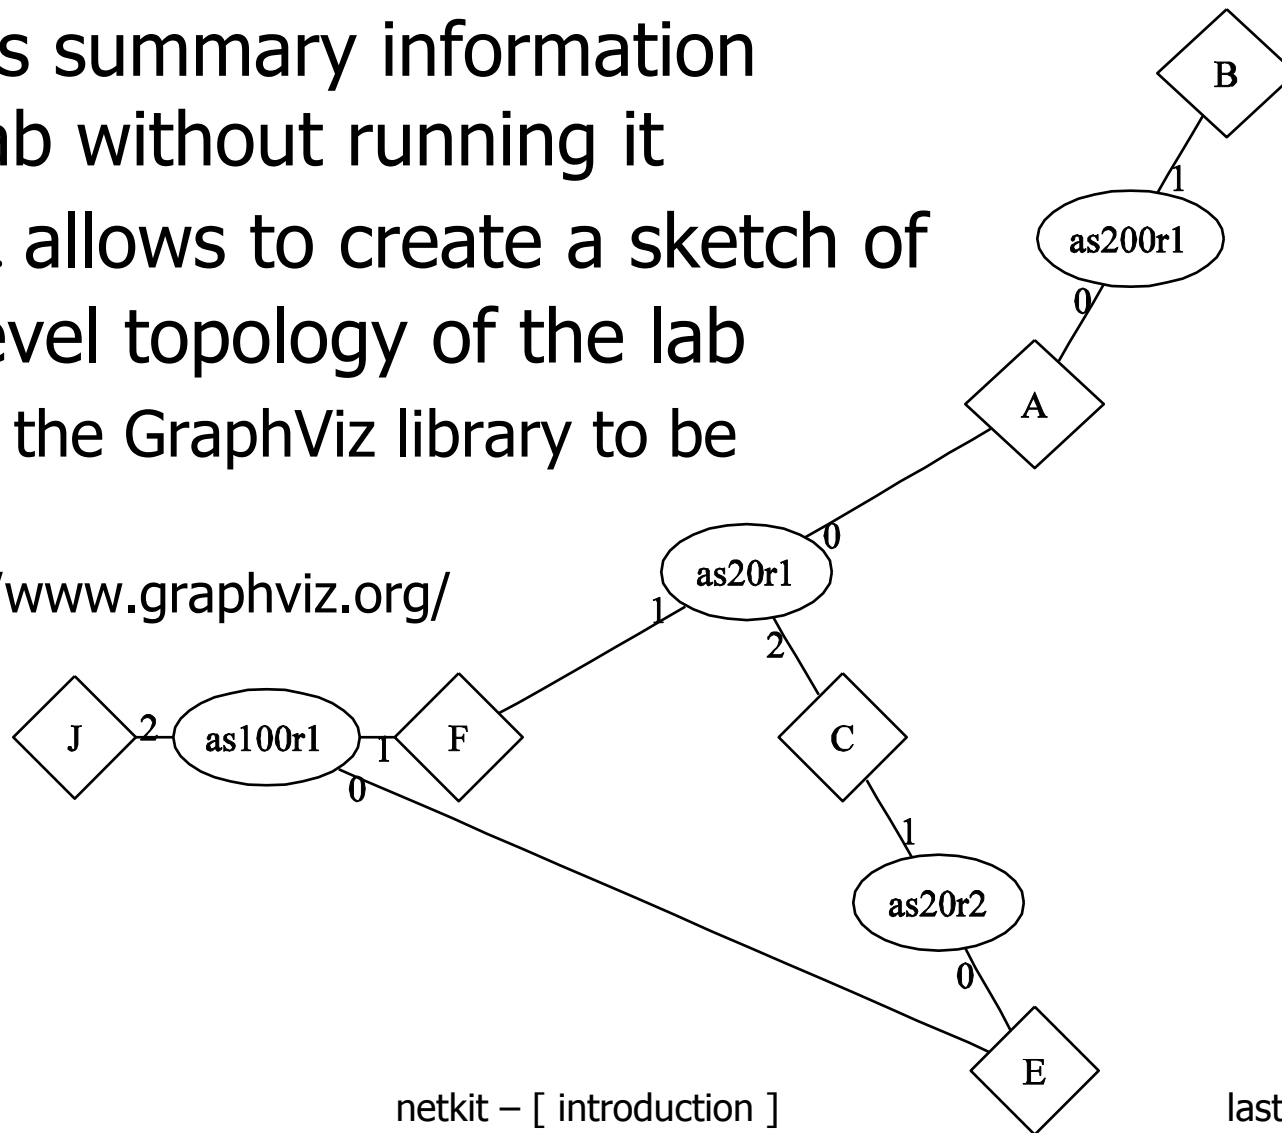 s summary information
ab without running it
allows to create a sketch of
evel topology of the lab
the GraphViz library to be
/www.graphviz.org/
B
1
as200r1
0
A
0
as20r1
1
2
J
2
as100r1
1
F
C
0
1
as20r2
0
E
netkit – [ introduction ]
last